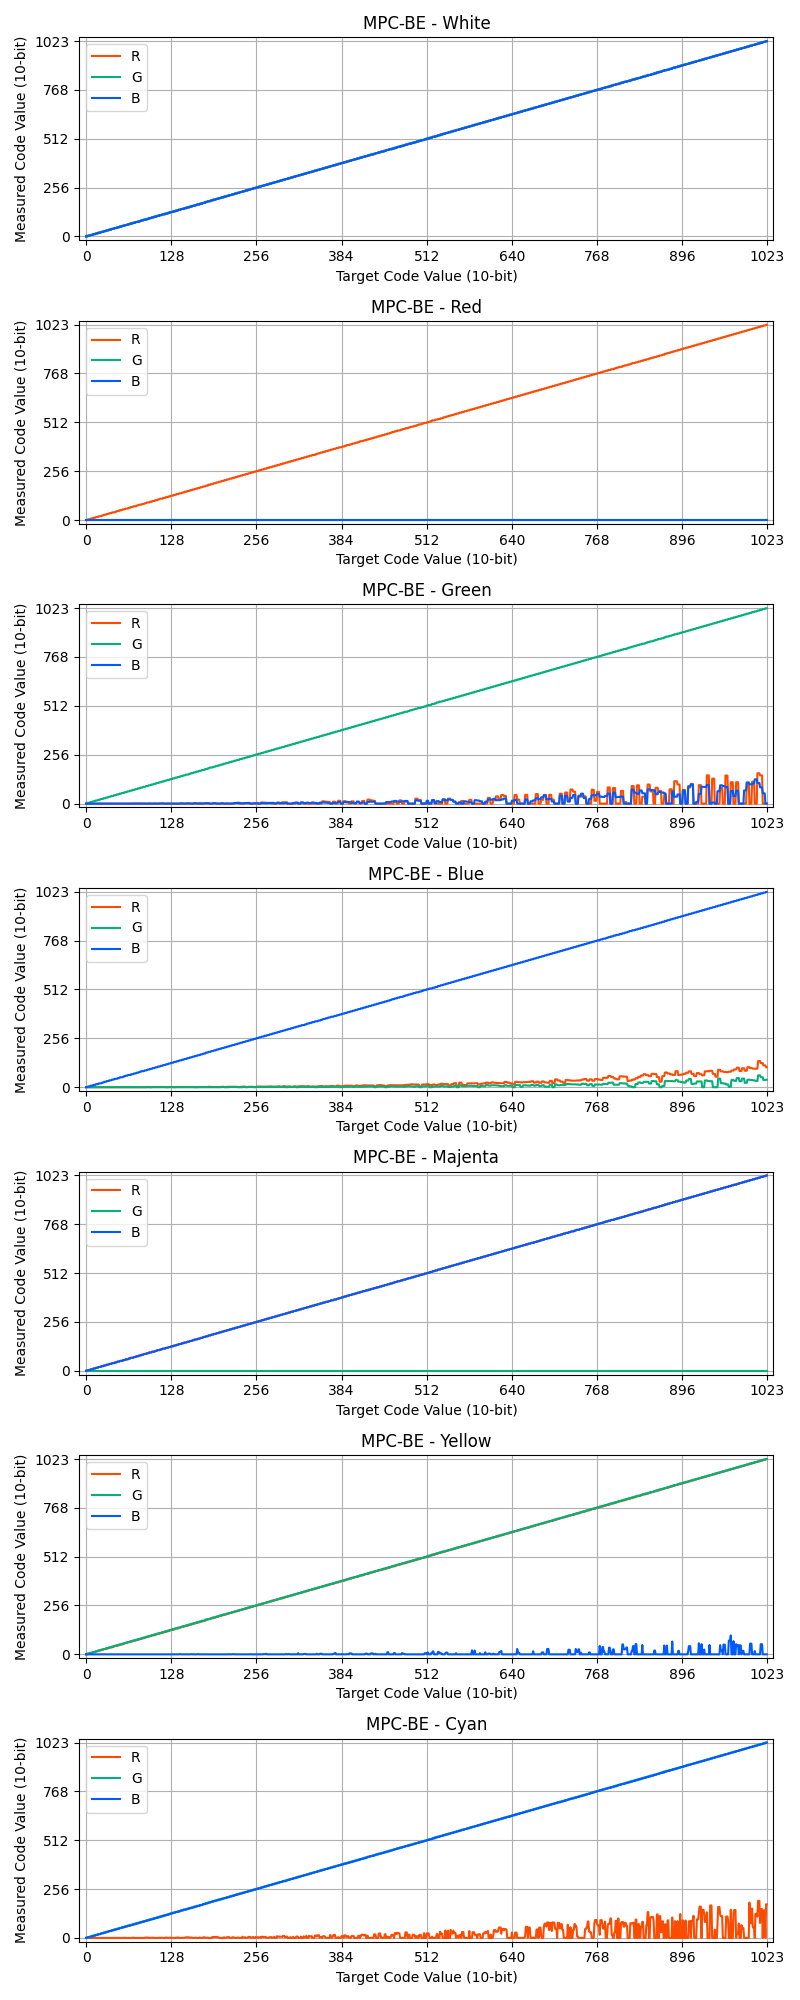 MPC-BE - White
Measured Code Value (10-bit)
1023
768
512
256
0
R
G
B
0 128 256 384 512 640 768 896 1023
Target Code Value (10-bit)
MPC-BE - Red
Measured Code Value (10-bit)
1023
768
512
256
0
R
G
B
0 128 256 384 512 640 768 896 1023
Target Code Value (10-bit)
MPC-BE - Green
Measured Code Value (10-bit)
1023
768
512
256
0
R
G
B
0 128 256 384 512 640 768 896 1023
Target Code Value (10-bit)
MPC-BE - Blue
Measured Code Value (10-bit)
1023
768
512
256
0
R
G
B
0 128 256 384 512 640 768 896 1023
Target Code Value (10-bit)
MPC-BE - Majenta
Measured Code Value (10-bit)
1023
768
512
256
0
R
G
B
0 128 256 384 512 640 768 896 1023
Target Code Value (10-bit)
MPC-BE - Yellow
Measured Code Value (10-bit)
1023
768
512
256
0
R
G
B
0 128 256 384 512 640 768 896 1023
Target Code Value (10-bit)
MPC-BE - Cyan
Measured Code Value (10-bit)
1023
768
512
256
0
R
G
B
0 128 256 384 512 640 768 896 1023
Target Code Value (10-bit)